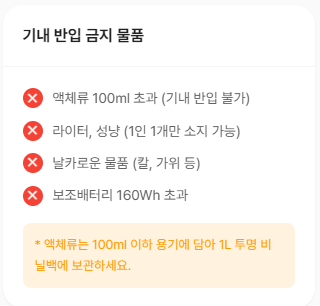 기내 반입 금지 물품
액체류 100ml 초과 (기내 반입 불가)
라이터, 성냥 (1인 1개만 소지 가능)
날카로운 물품 (칼, 가위 등)
보조배터리 160Wh 초과
* 액체류는 100ml 이하 용기에 담아 1L 투명 비
닐백에 보관하세요.